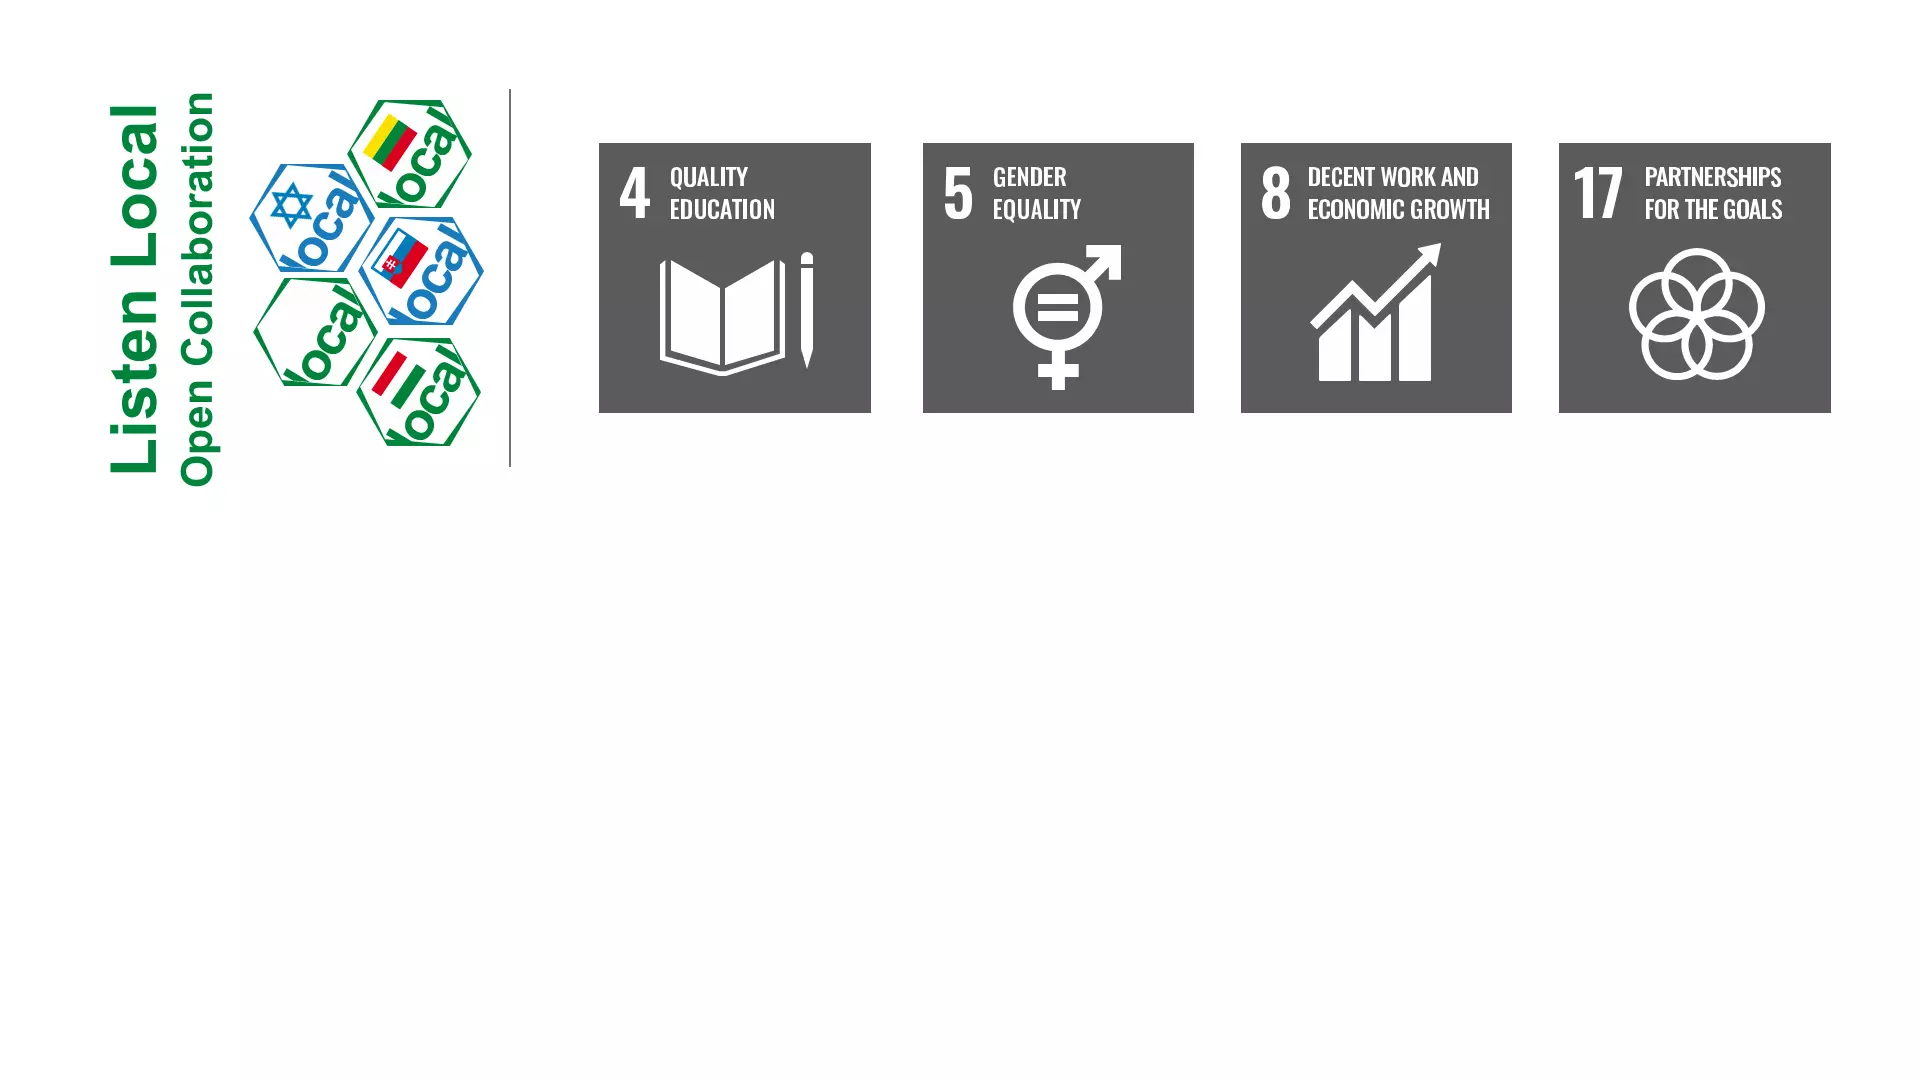 Listen Local
Open Collaboration
local
local
local
local
local
4 QUALITY
EDUCATION
5 GENDER
EQUALITY
8 DECENT WORK AND
ECONOMIC GROWTH
17 PARTNERSHIPS
FOR THE GOALS